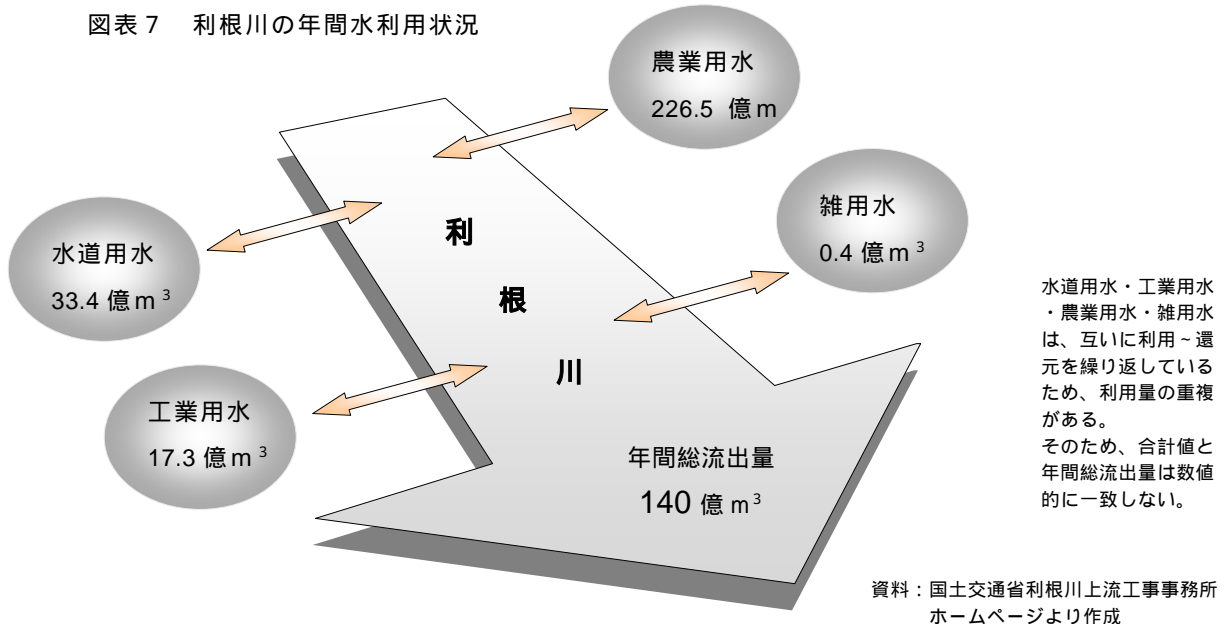 図表７　利根川の年間水利用状況
農業用水
226.5 億ｍ
雑用水
0.4 億ｍ³
水道用水
33.4 億ｍ³
工業用水
17.3 億ｍ³
利
根
川
年間総流出量
140 億 ｍ³
水道用水・工業用水
・農業用水・雑用水
は、互いに利用～還
元を繰り返している
ため、利用量の重複
がある。
そのため、合計値と
年間総流出量は数値
的に一致しない。
資料：国土交通省利根川上流工事事務所
ホームページより作成